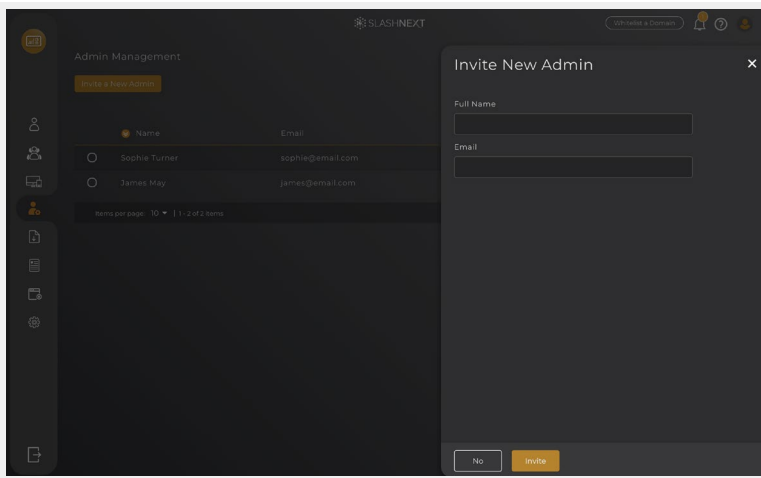 SLASHNEXT
Whitelist a Domain
Admin Management
Invite a New Admin
Name Email
Sophie Turner sophie@email.com
James May james@email.com
Items per page: 10 | 1 - 2 of 2 items
Invite New Admin
Full Name
Email
No Invite